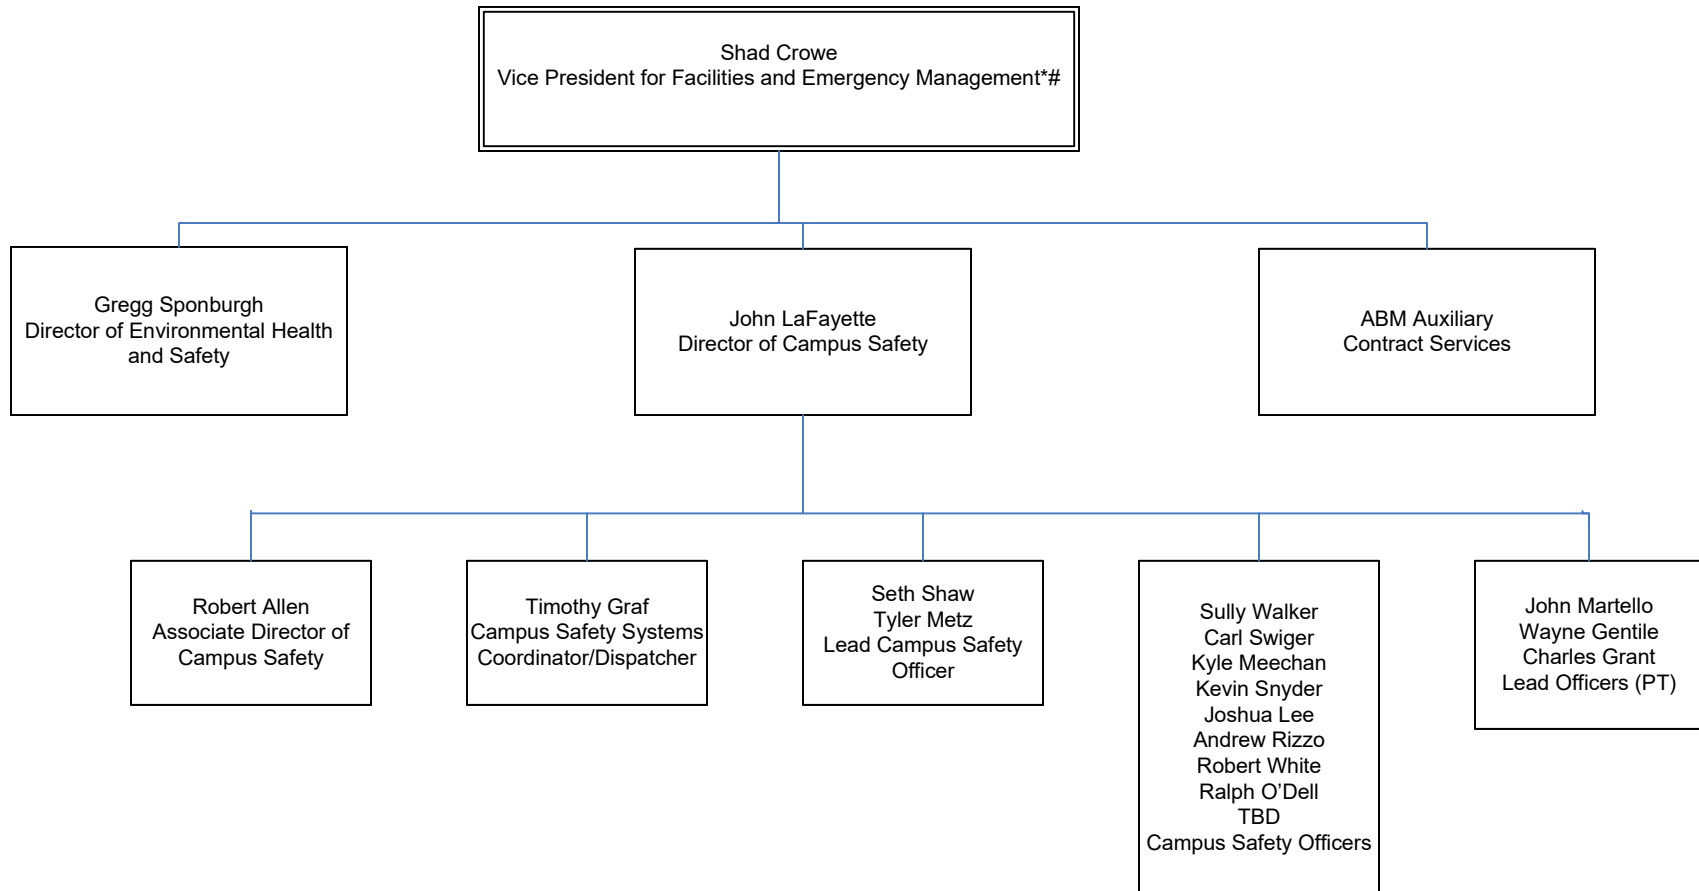 Shad Crowe
Vice President for Facilities and Emergency Management*#
Gregg Sponburgh
Director of Environmental Health
and Safety
John LaFayette
Director of Campus Safety
ABM Auxiliary
Contract Services
Robert Allen
Associate Director of
Campus Safety
Timothy Graf
Campus Safety Systems
Coordinator/Dispatcher
Seth Shaw
Tyler Metz
Lead Campus Safety
Officer
Sully Walker
Carl Swiger
Kyle Meechan
Kevin Snyder
Joshua Lee
Andrew Rizzo
Robert White
Ralph O’Dell
TBD
Campus Safety Officers
John Martello
Wayne Gentile
Charles Grant
Lead Officers (PT)